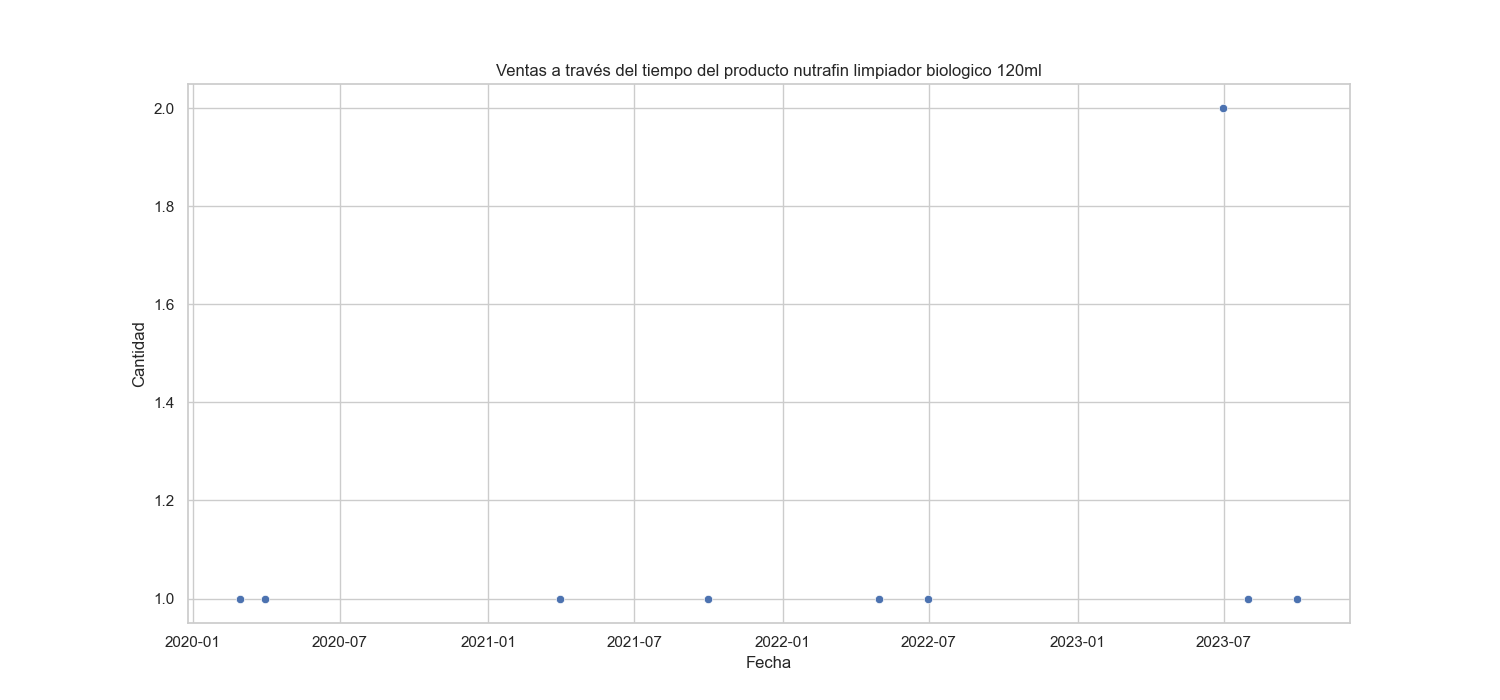 Ventas a través del tiempo del producto nutrafin limpiador biologico 120ml
2.0
1.8
1.6
1.4
1.2
1.0
Cantidad
2020-01 2020-07 2021-01 2021-07 2022-01 2022-07 2023-01 2023-07
Fecha